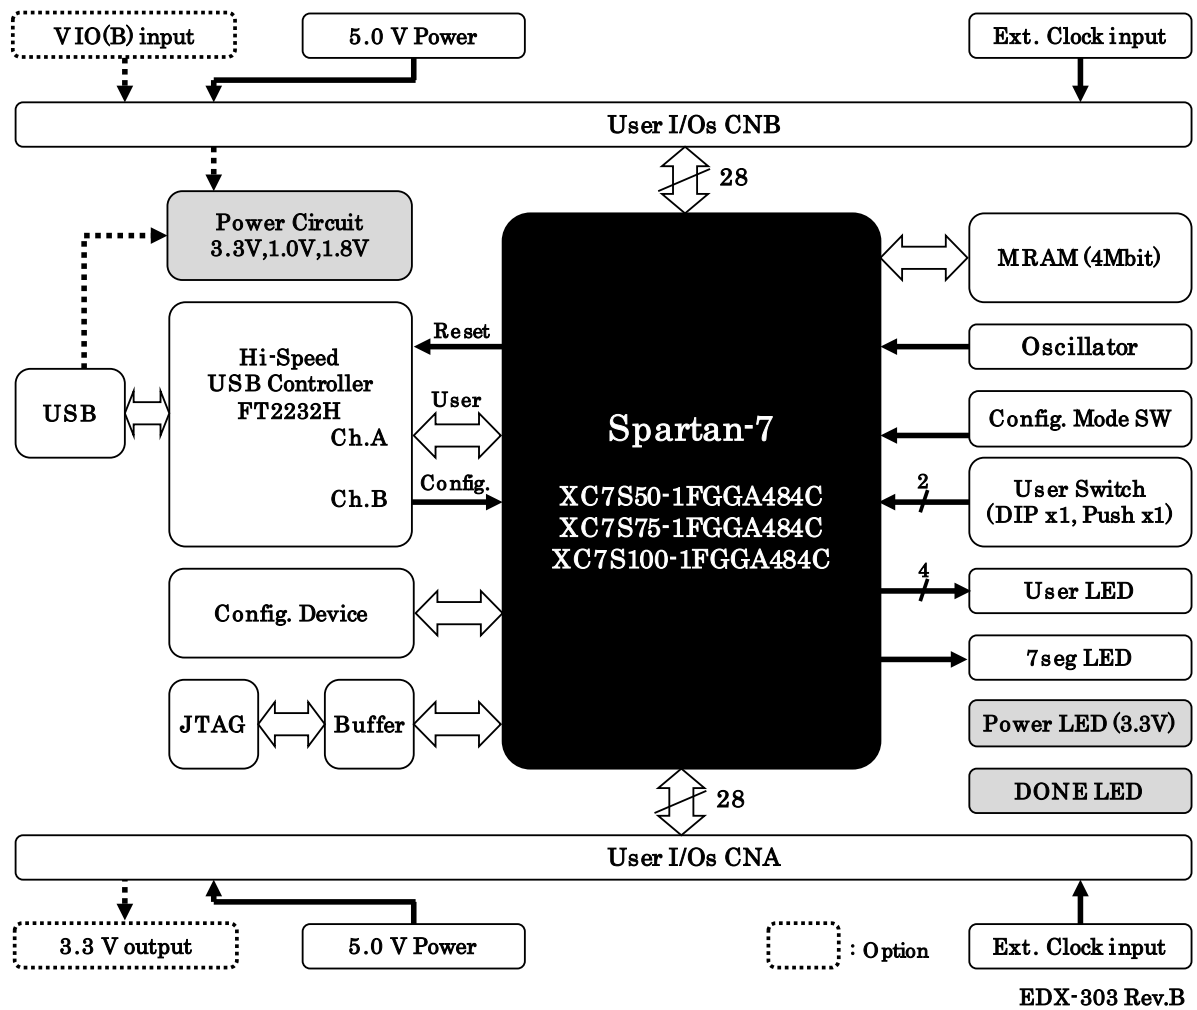 VIO(B) input
5.0 V Power
Ext. Clock input
User I/Os CNB
28
Power Circuit
3.3V,1.0V,1.8V
MRAM (4Mbit)
Reset
Oscillator
Hi-Speed
USB Controller
FT2232H
Ch.A
Ch.B
USB
User
Config.
Spartan-7
XC7S50-1FGGA484C
XC7S75-1FGGA484C
XC7S100-1FGGA484C
Config. Mode SW
2
User Switch
(DIP x1, Push x1)
4
User LED
Config. Device
7seg LED
JTAG
Buffer
Power LED (3.3V)
DONE LED
28
User I/Os CNA
3.3 V output
5.0 V Power
: Option
Ext. Clock input
EDX-303 Rev.B